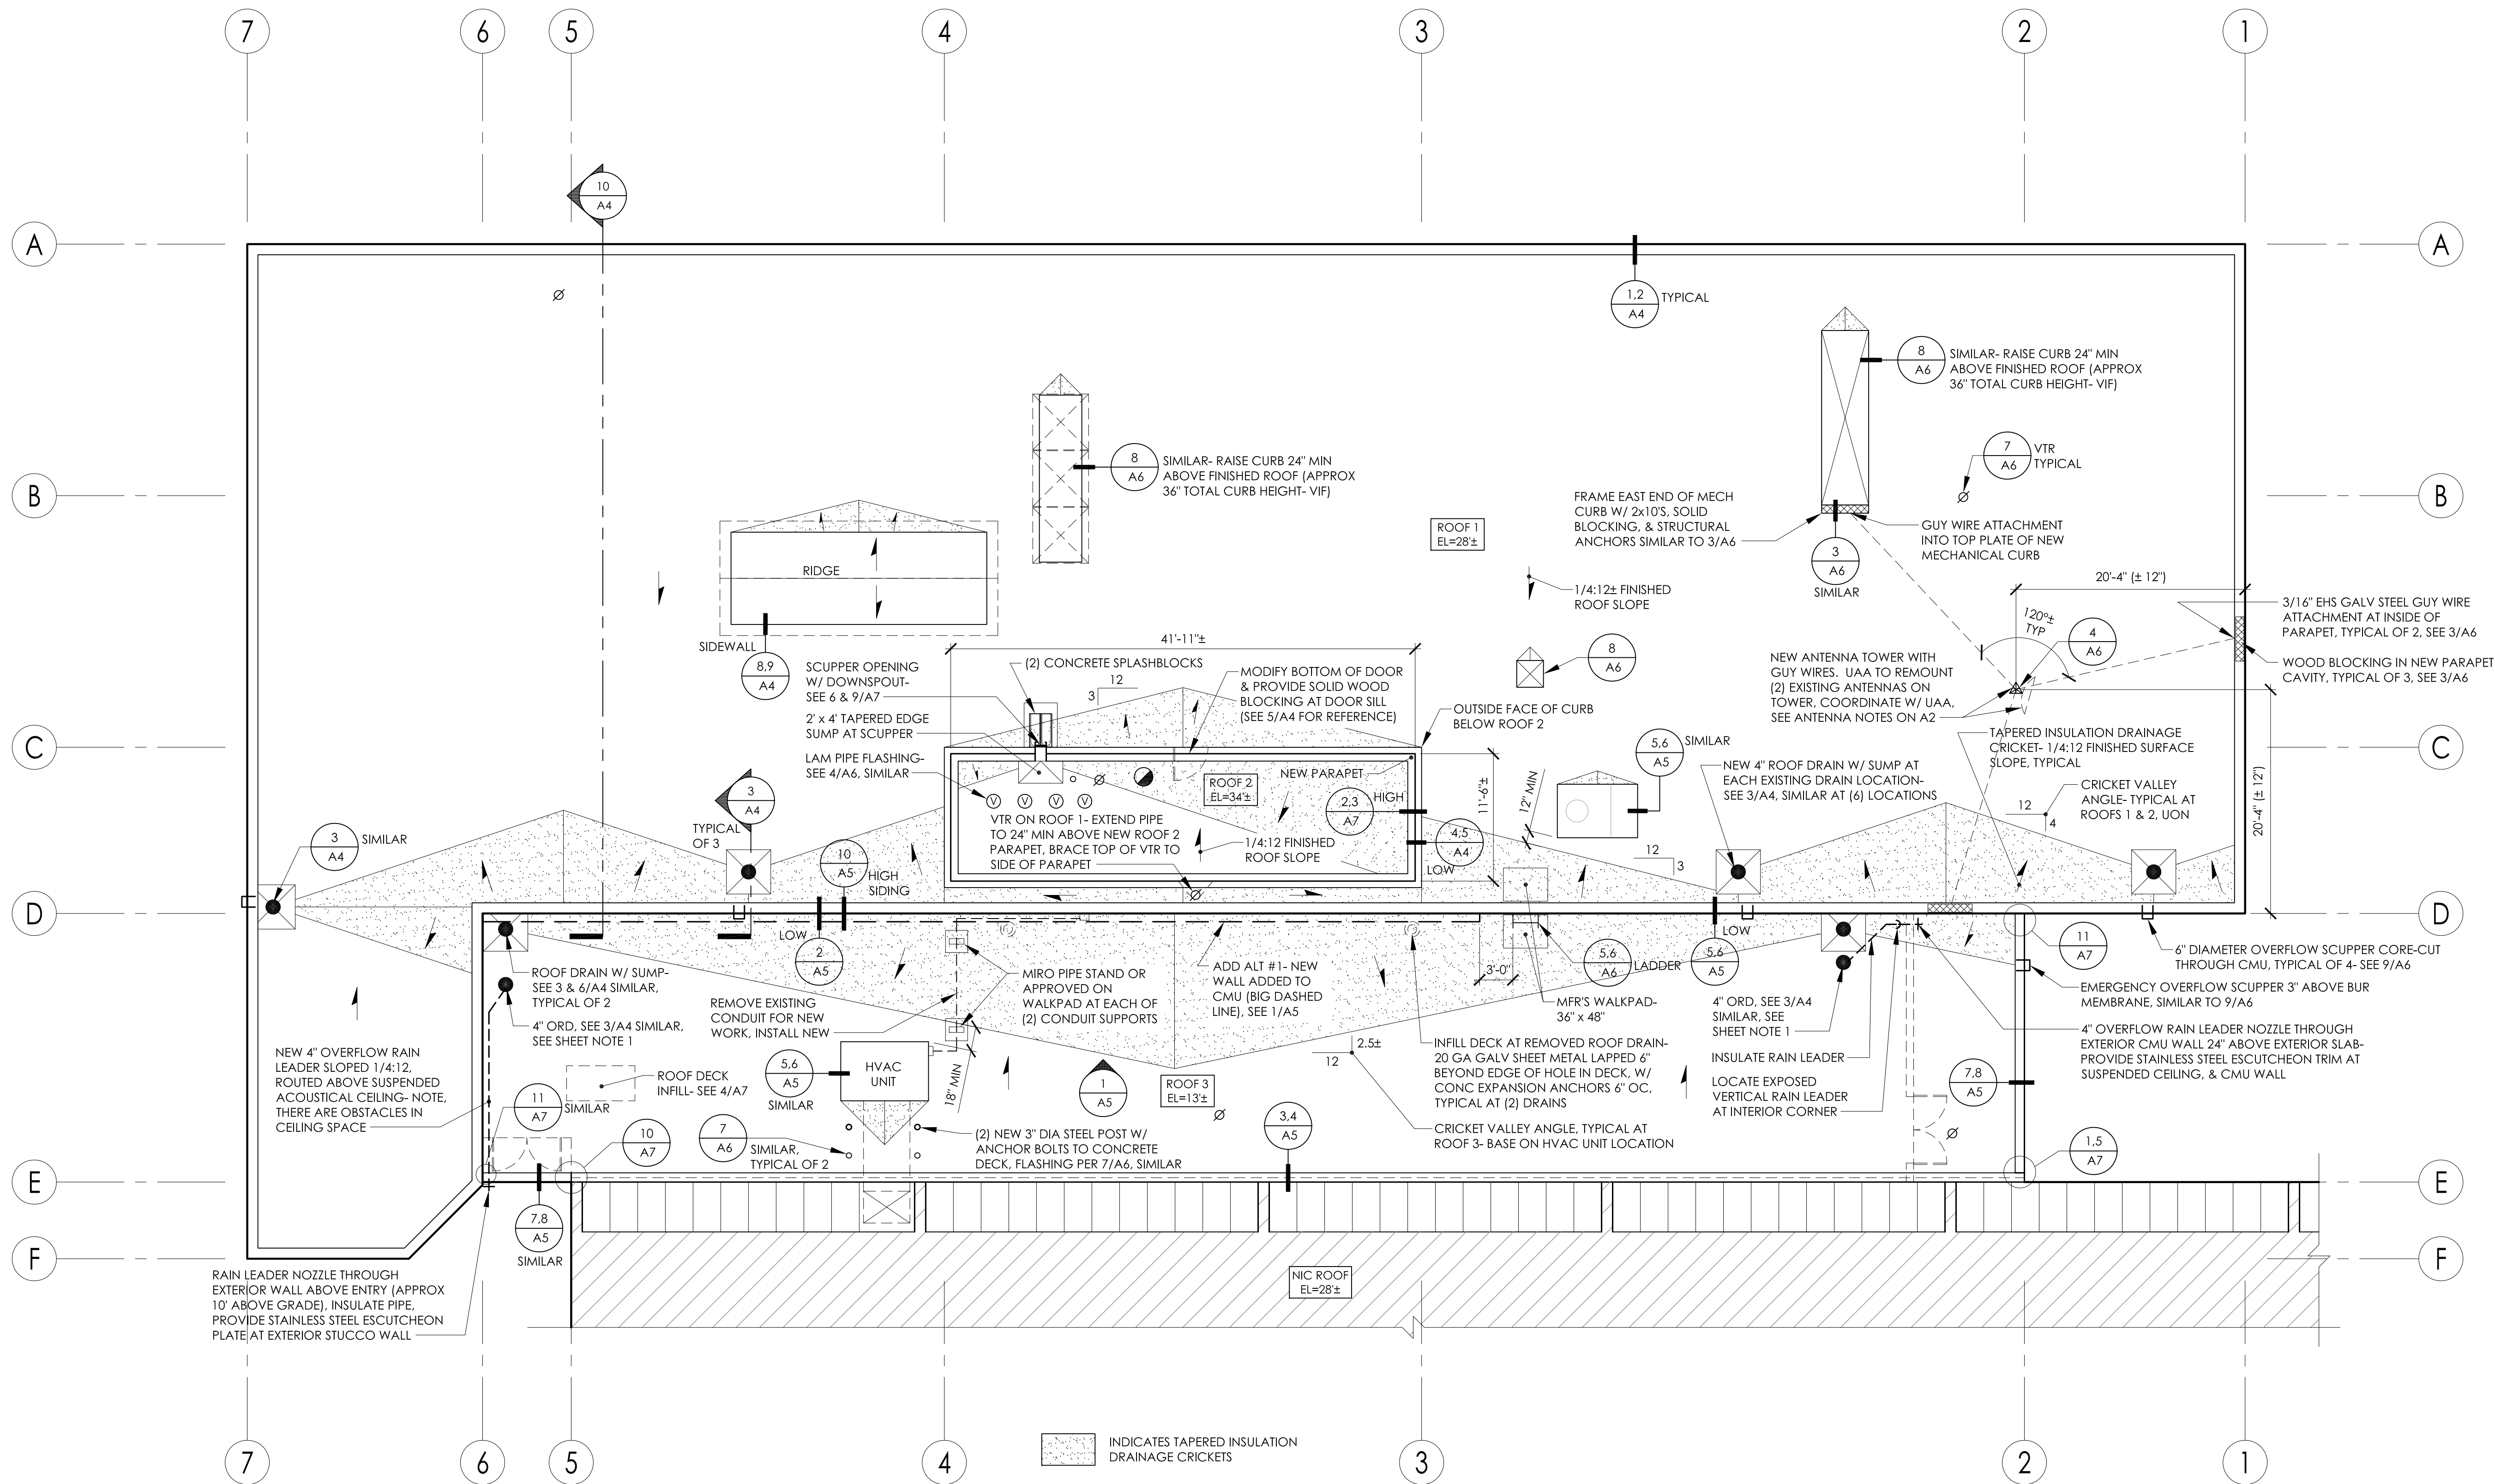 7
6
5
4
3
2
1
10
A4
A
A
1,2
A4
TYPICAL
8
A6
SIMILAR- RAISE CURB 24" MIN
ABOVE FINISHED ROOF (APPROX
36" TOTAL CURB HEIGHT- VIF)
8
A6
SIMILAR- RAISE CURB 24" MIN
ABOVE FINISHED ROOF (APPROX
36" TOTAL CURB HEIGHT- VIF)
7
A6
VTR
TYPICAL
B
B
FRAME EAST END OF MECH
CURB W/ 2x10'S, SOLID
BLOCKING, & STRUCTURAL
ANCHORS SIMILAR TO 3/A6
ROOF 1
EL=28'±
GUY WIRE ATTACHMENT
INTO TOP PLATE OF NEW
MECHANICAL CURB
3
A6
SIMILAR
RIDGE
1/4:12± FINISHED
ROOF SLOPE
20'-4" (± 12")
120°±
TYP
4
A6
3/16" EHS GALV STEEL GUY WIRE
ATTACHMENT AT INSIDE OF
PARAPET, TYPICAL OF 2, SEE 3/A6
WOOD BLOCKING IN NEW PARAPET
CAVITY, TYPICAL OF 3, SEE 3/A6
SIDEWALL
8,9
A4
41'-11"±
SCUPPER OPENING
W/ DOWNSPOUT-
SEE 6 & 9/A7
(2) CONCRETE SPLASHBLOCKS
12
3
MODIFY BOTTOM OF DOOR
& PROVIDE SOLID WOOD
BLOCKING AT DOOR SILL
(SEE 5/A4 FOR REFERENCE)
8
A6
NEW ANTENNA TOWER WITH
GUY WIRES.  UAA TO REMOUNT
(2) EXISTING ANTENNAS ON
TOWER, COORDINATE W/ UAA,
SEE ANTENNA NOTES ON A2
2' x 4' TAPERED EDGE
SUMP AT SCUPPER
OUTSIDE FACE OF CURB
BELOW ROOF 2
C
C
LAM PIPE FLASHING-
SEE 4/A6, SIMILAR
5,6
A5
SIMILAR
TAPERED INSULATION DRAINAGE
CRICKET- 1/4:12 FINISHED SURFACE
SLOPE, TYPICAL
NEW 4" ROOF DRAIN W/ SUMP AT
EACH EXISTING DRAIN LOCATION-
SEE 3/A4, SIMILAR AT (6) LOCATIONS
CRICKET VALLEY
ANGLE- TYPICAL AT
ROOFS 1 & 2, UON
12
4
20'-4" (± 12")
ROOF 2
EL=34'±
NEW PARAPET
2,3
A7
HIGH
11'-6"±
12" MIN
3
A4
TYPICAL
OF 3
V
V
V
V
VTR ON ROOF 1- EXTEND PIPE
TO 24" MIN ABOVE NEW ROOF 2
PARAPET, BRACE TOP OF VTR TO
SIDE OF PARAPET
1/4:12 FINISHED
ROOF SLOPE
4,5
A4
LOW
12
3
3
A4
SIMILAR
10
A5
HIGH
SIDING
D
D
LOW
2
A5
ROOF DRAIN W/ SUMP-
SEE 3 & 6/A4 SIMILAR,
TYPICAL OF 2
4" ORD, SEE 3/A4 SIMILAR,
SEE SHEET NOTE 1
REMOVE EXISTING
CONDUIT FOR NEW
WORK, INSTALL NEW
MIRO PIPE STAND OR
APPROVED ON
WALKPAD AT EACH OF
(2) CONDUIT SUPPORTS
ADD ALT #1- NEW
WALL ADDED TO
CMU (BIG DASHED
LINE), SEE 1/A5
3'-0"
5,6
A6
LADDER
LOW
5,6
A5
MFR'S WALKPAD-
36" x 48"
4" ORD, SEE 3/A4
SIMILAR, SEE
SHEET NOTE 1
11
A7
6" DIAMETER OVERFLOW SCUPPER CORE-CUT
THROUGH CMU, TYPICAL OF 4- SEE 9/A6
EMERGENCY OVERFLOW SCUPPER 3" ABOVE BUR
MEMBRANE, SIMILAR TO 9/A6
4" OVERFLOW RAIN LEADER NOZZLE THROUGH
EXTERIOR CMU WALL 24" ABOVE EXTERIOR SLAB-
PROVIDE STAINLESS STEEL ESCUTCHEON TRIM AT
SUSPENDED CEILING, & CMU WALL
NEW 4" OVERFLOW RAIN
LEADER SLOPED 1/4:12,
ROUTED ABOVE SUSPENDED
ACOUSTICAL CEILING- NOTE,
THERE ARE OBSTACLES IN
CEILING SPACE
ROOF DECK
INFILL- SEE 4/A7
5,6
A5
SIMILAR
HVAC
UNIT
18" MIN
1
A5
ROOF 3
EL=13'±
2.5±
12
INFILL DECK AT REMOVED ROOF DRAIN-
20 GA GALV SHEET METAL LAPPED 6"
BEYOND EDGE OF HOLE IN DECK, W/
CONC EXPANSION ANCHORS 6" OC,
TYPICAL AT (2) DRAINS
INSULATE RAIN LEADER
LOCATE EXPOSED
VERTICAL RAIN LEADER
AT INTERIOR CORNER
7,8
A5
11
A7
SIMILAR
10
A7
7
A6
SIMILAR,
TYPICAL OF 2
(2) NEW 3" DIA STEEL POST W/
ANCHOR BOLTS TO CONCRETE
DECK, FLASHING PER 7/A6, SIMILAR
3,4
A5
CRICKET VALLEY ANGLE, TYPICAL AT
ROOF 3- BASE ON HVAC UNIT LOCATION
1,5
A7
E
E
7,8
A5
SIMILAR
F
F
RAIN LEADER NOZZLE THROUGH
EXTERIOR WALL ABOVE ENTRY (APPROX
10' ABOVE GRADE), INSULATE PIPE,
PROVIDE STAINLESS STEEL ESCUTCHEON
PLATE AT EXTERIOR STUCCO WALL
NIC ROOF
EL=28'±
INDICATES TAPERED INSULATION
DRAINAGE CRICKETS
7
6
5
4
3
2
1